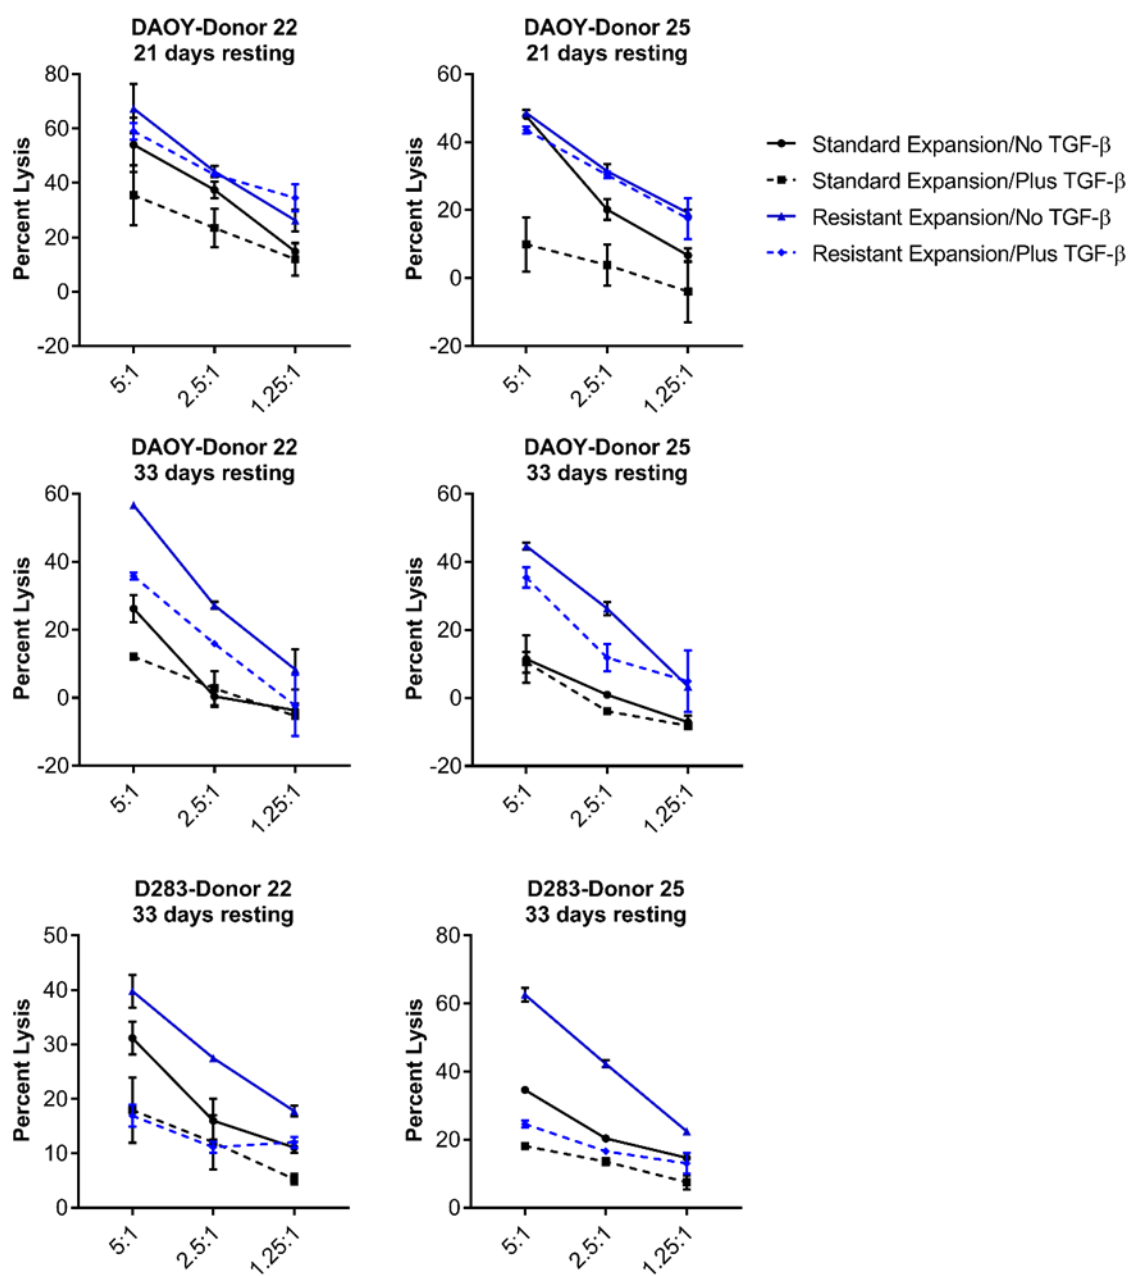 DAOY-Donor 22
21 days resting
80
60
40
20
0
-20
Percent Lysis
5:1
2.5:1
1.25:1
DAOY-Donor 25
21 days resting
60
40
20
0
-20
Percent Lysis
5:1
2.5:1
1.25:1
Standard Expansion/No TGF-β
Standard Expansion/Plus TGF-β
Resistant Expansion/No TGF-β
Resistant Expansion/Plus TGF-β
DAOY-Donor 22
33 days resting
60
40
20
0
-20
Percent Lysis
5:1
2.5:1
1.25:1
DAOY-Donor 25
33 days resting
60
40
20
0
-20
Percent Lysis
5:1
2.5:1
1.25:1
D283-Donor 22
33 days resting
50
40
30
20
10
0
Percent Lysis
5:1
2.5:1
1.25:1
D283-Donor 25
33 days resting
80
60
40
20
0
Percent Lysis
5:1
2.5:1
1.25:1